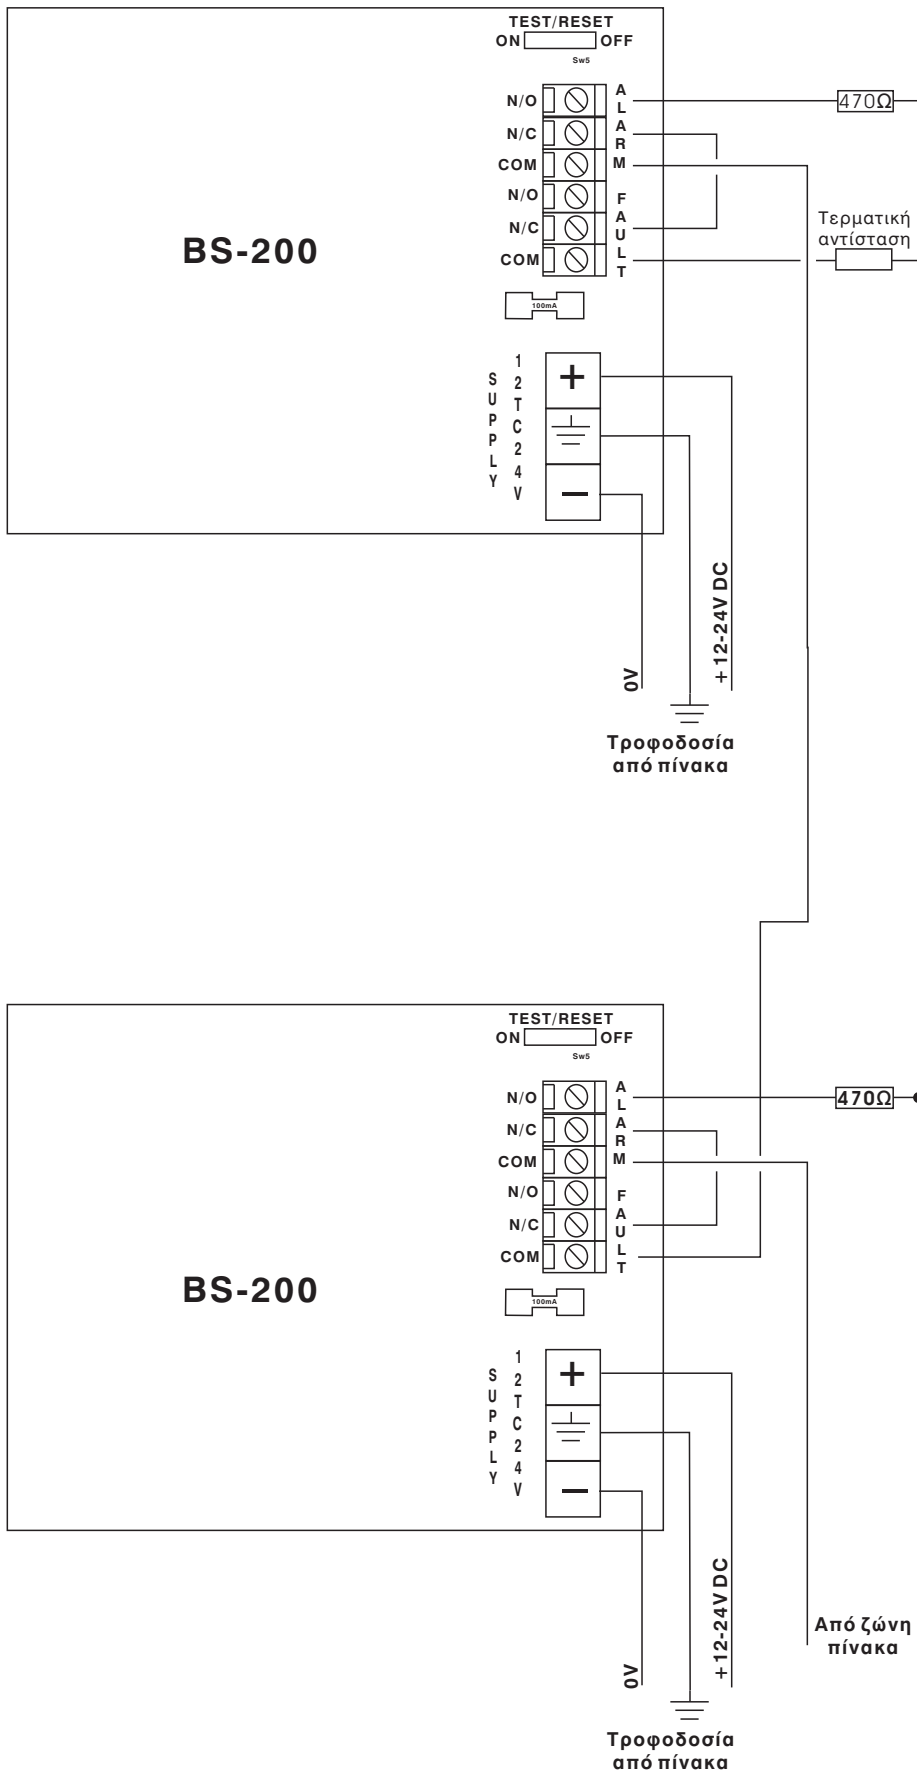 TEST/RESET
ON OFF
Sw5
N/O
N/C
COM
N/O
N/C
COM
ALARM
FAULT
470Ω
BS-200
Τερματική
αντίσταση
100mA
SUPPLY
12TC24V
+
−
0V
+12-24V DC
Τροφοδοσία
από πίνακα
TEST/RESET
ON OFF
Sw5
N/O
N/C
COM
N/O
N/C
COM
ALARM
FAULT
470Ω
BS-200
100mA
SUPPLY
12TC24V
+
−
0V
+12-24V DC
Από ζώνη
πίνακα
Τροφοδοσία
από πίνακα